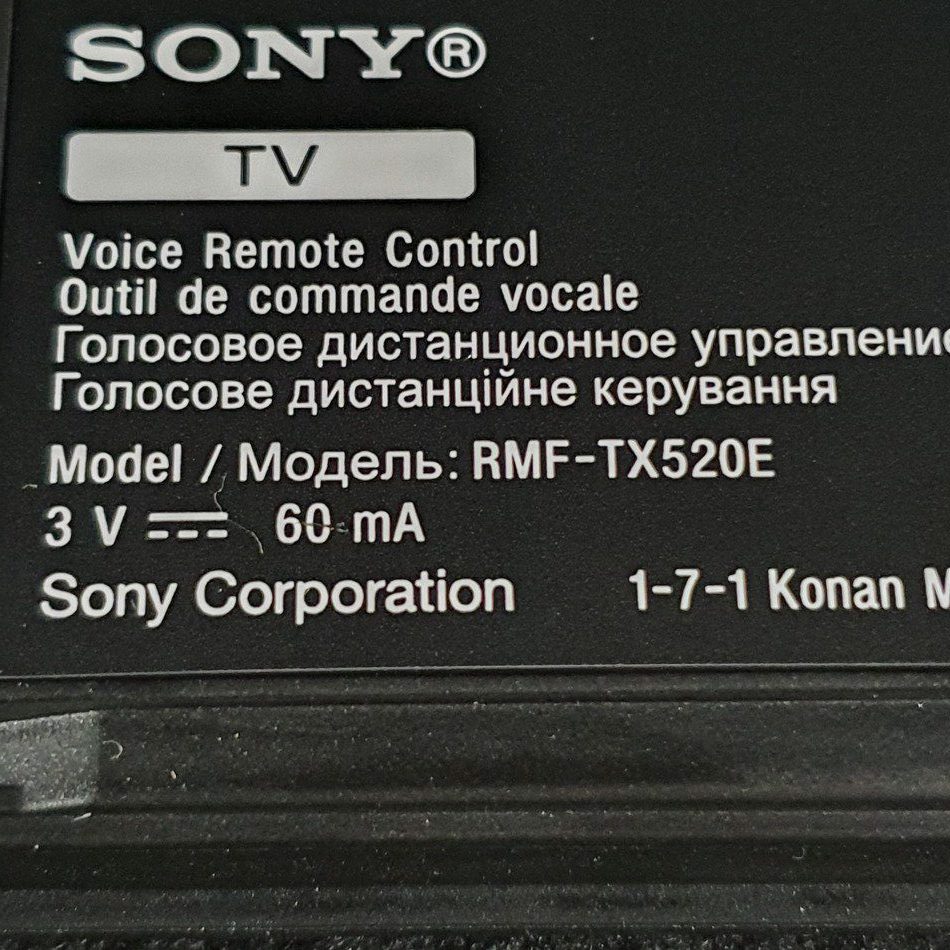 SONY®
TV
Voice Remote Control
Outil de commande vocale
Голосовое дистанционное управление
Голосове дистанційне керування
Model / Модель: RMF-TX520E
3 V ⎓ 60 mA
Sony Corporation 1-7-1 Konan